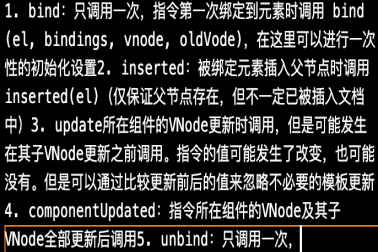 1. bind: 只调用一次，指令第一次绑定到元素时调用 bind
(el, bindings, vnode, oldVode)，在这里可以进行一次
性的初始化设置2. inserted: 被绑定元素插入父节点时调用
inserted(el) (仅保证父节点存在，但不一定已被插入文档
中) 3. update所在组件的VNode更新时调用，但是可能发生
在其子VNode更新之前调用。指令的值可能发生了改变，也可能
没有。但是可以通过比较更新前后的值来忽略不必要的模板更新
4. componentUpdated: 指令所在组件的VNode及其子
VNode全部更新后调用5. unbind: 只调用一次，